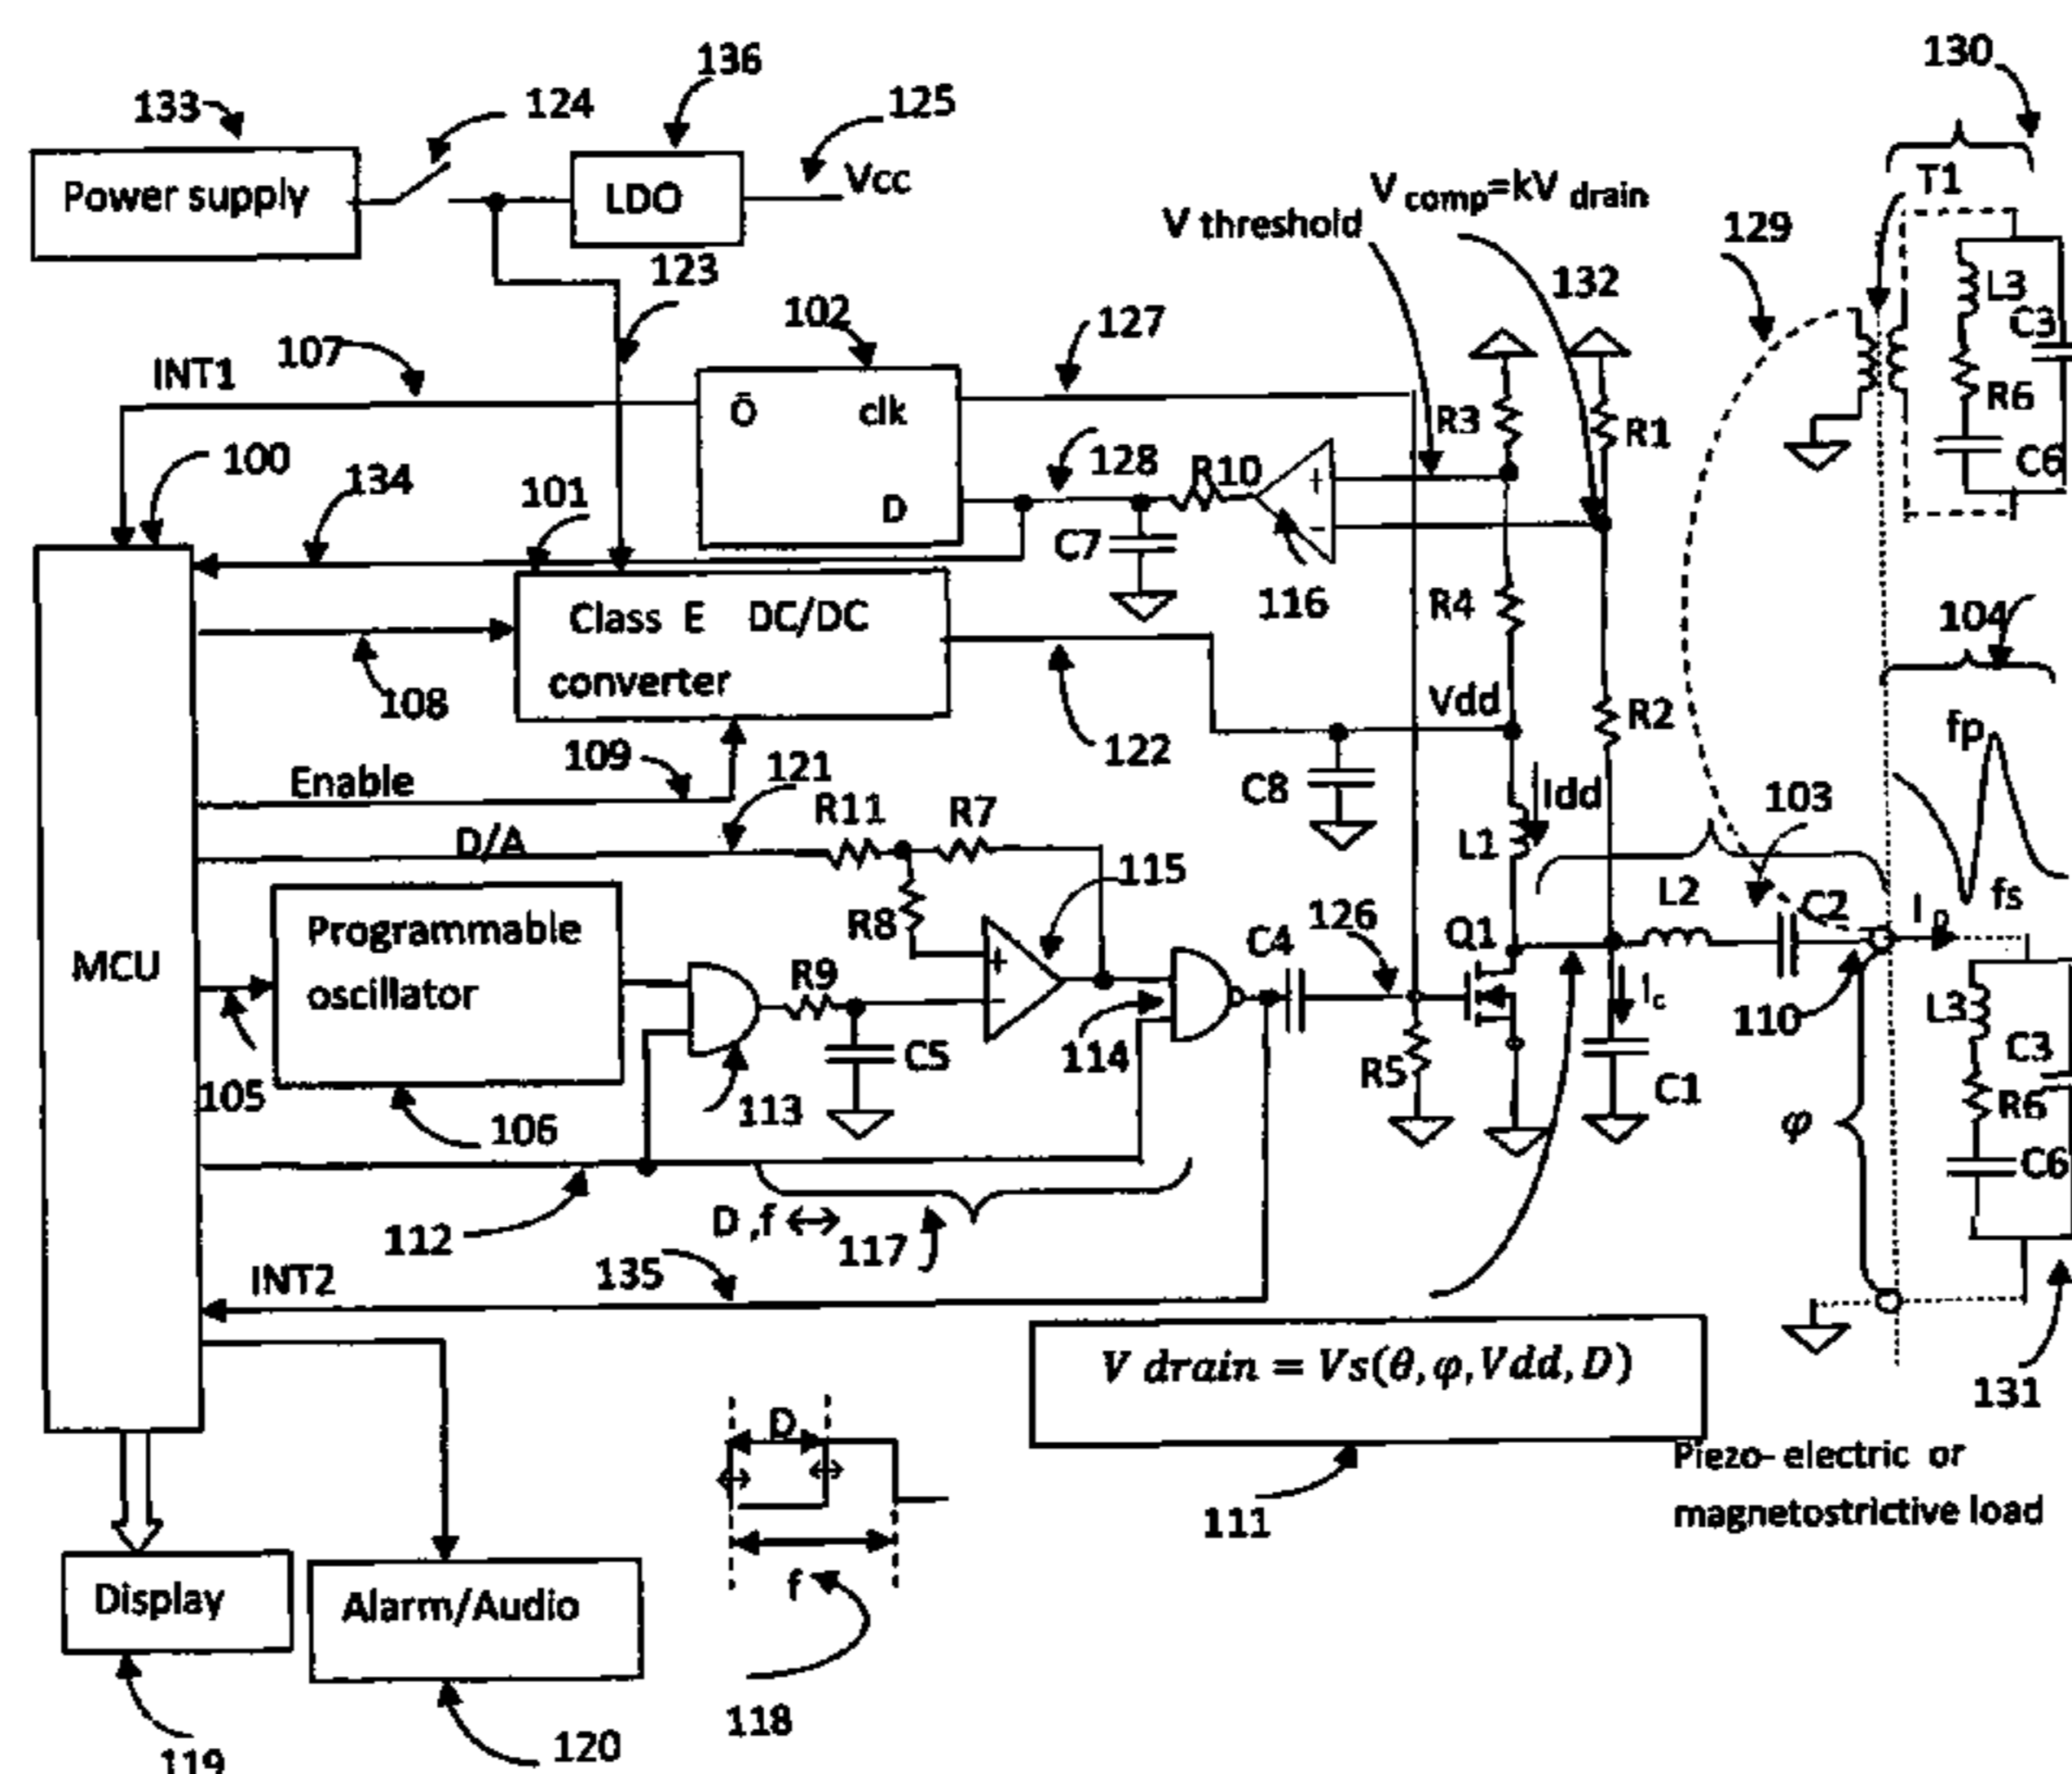 130
136
133
124
125
T1
Power supply
LDO
Vcc
V comp=kV drain
V threshold
129
123
132
102
127
L3
C3
107
INT1
Q̄
clk
R3
R1
R6
100
134
128
R10
+
C6
101
D
-
C7
116
R4
104
Class E DC/DC
converter
108
Vdd
R2
fp
109
121
122
Enable
C8
Idd
103
R11
R7
D/A
L1
115
L2
C2
Programmable
oscillator
R8
126
Q1
fs
C4
MCU
R9
+
-
Ic
110
L3
C5
114
R5
C3
105
113
C1
R6
106
φ
C6
112
D ,f ↔
117
INT2
135
V drain = Vs(θ, φ, Vdd, D)
131
D
Piezo- electric or
magnetostrictive load
111
f
Display
Alarm/Audio
118
119
120